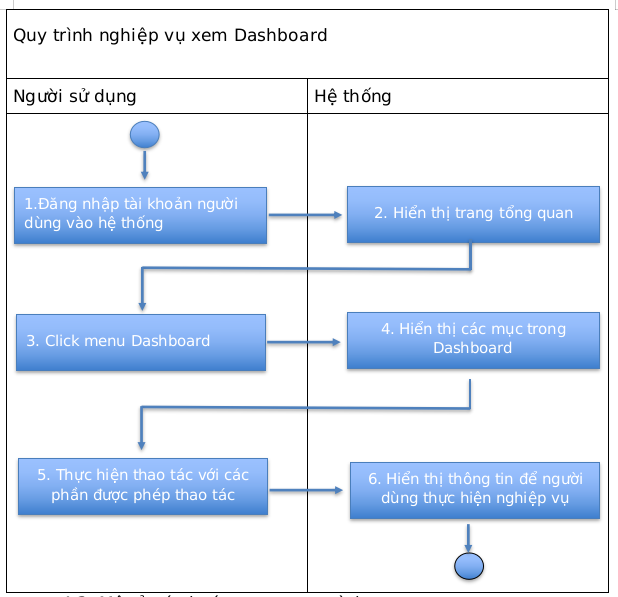 Quy trình nghiệp vụ xem Dashboard
Người sử dụng
Hệ thống
1.Đăng nhập tài khoản người
dùng vào hệ thống
2. Hiển thị trang tổng quan
3. Click menu Dashboard
4. Hiển thị các mục trong
Dashboard
5. Thực hiện thao tác với các
phần được phép thao tác
6. Hiển thị thông tin để người
dùng thực hiện nghiệp vụ